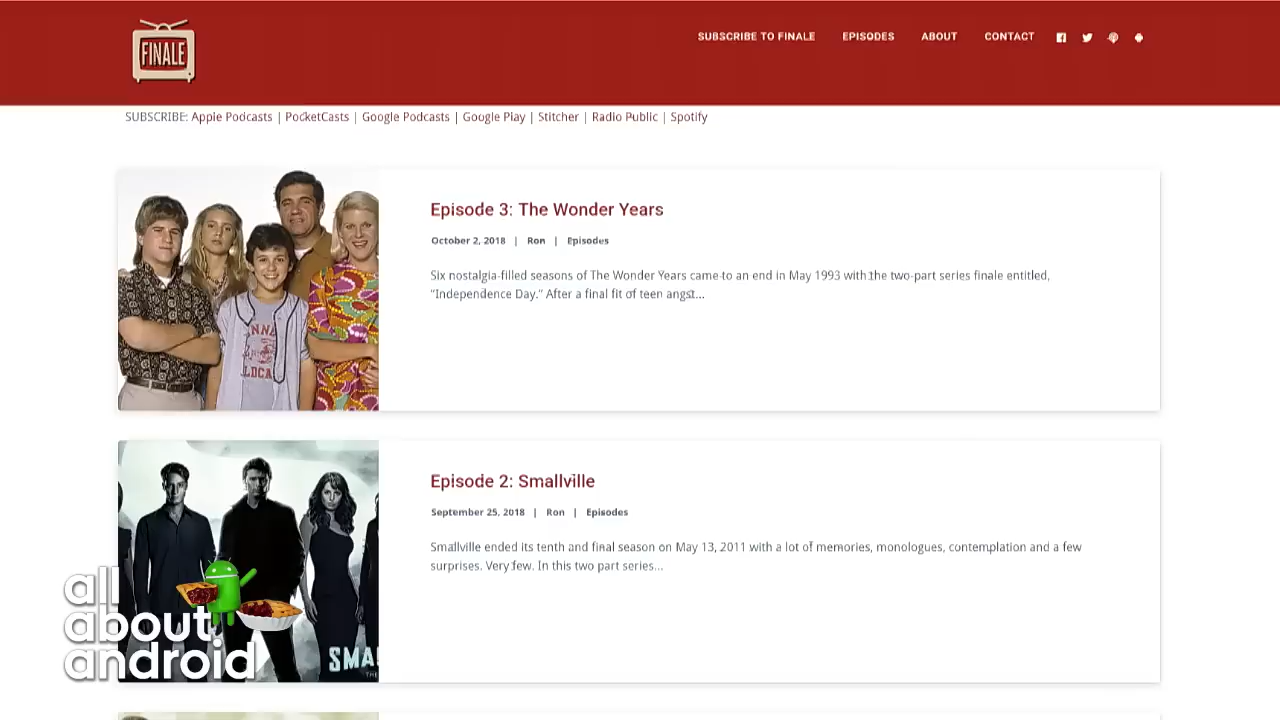 FINALE
SUBSCRIBE TO FINALE EPISODES ABOUT CONTACT
SUBSCRIBE: Apple Podcasts | PocketCasts | Google Podcasts | Google Play | Stitcher | Radio Public | Spotify
Episode 3: The Wonder Years
October 2, 2018 | Ron | Episodes
Six nostalgia-filled seasons of The Wonder Years came to an end in May 1993 with the two-part series finale entitled,
"Independence Day." After a final fit of teen angst...
Episode 2: Smallville
September 25, 2018 | Ron | Episodes
Smallville ended its tenth and final season on May 13, 2011 with a lot of memories, monologues, contemplation and a few
surprises. Very few. In this two part series...
SMA
all
about
android